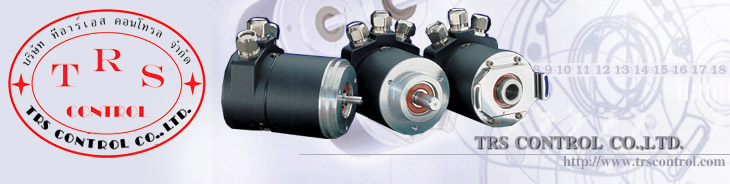 บริษัท ทีอาร์เอส คอนโทรล จำกัด
TRS
CONTROL
TRS CONTROL CO.,LTD.
8 9 10 11 12 13 14 15 16 17 18
TRS CONTROL CO.,LTD.
http://www.trscontrol.com